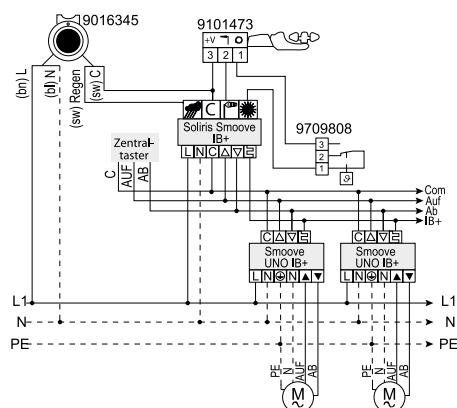 9016345
9101473
+V
3 2 1
(bn) L
(bl) N
(sw) Regen
(sw) C
C
Soliris Smoove
IB+
L N C
9709808
3
2
1
ϑ
Zentral-
taster
C
AUF
AB
Com
Auf
Ab
IB+
C
Smoove
UNO IB+
L N N
C
Smoove
UNO IB+
L N N
L1 L1
N N
PE PE
PE
N
AUF
AB
M
~
PE
N
AUF
AB
M
~